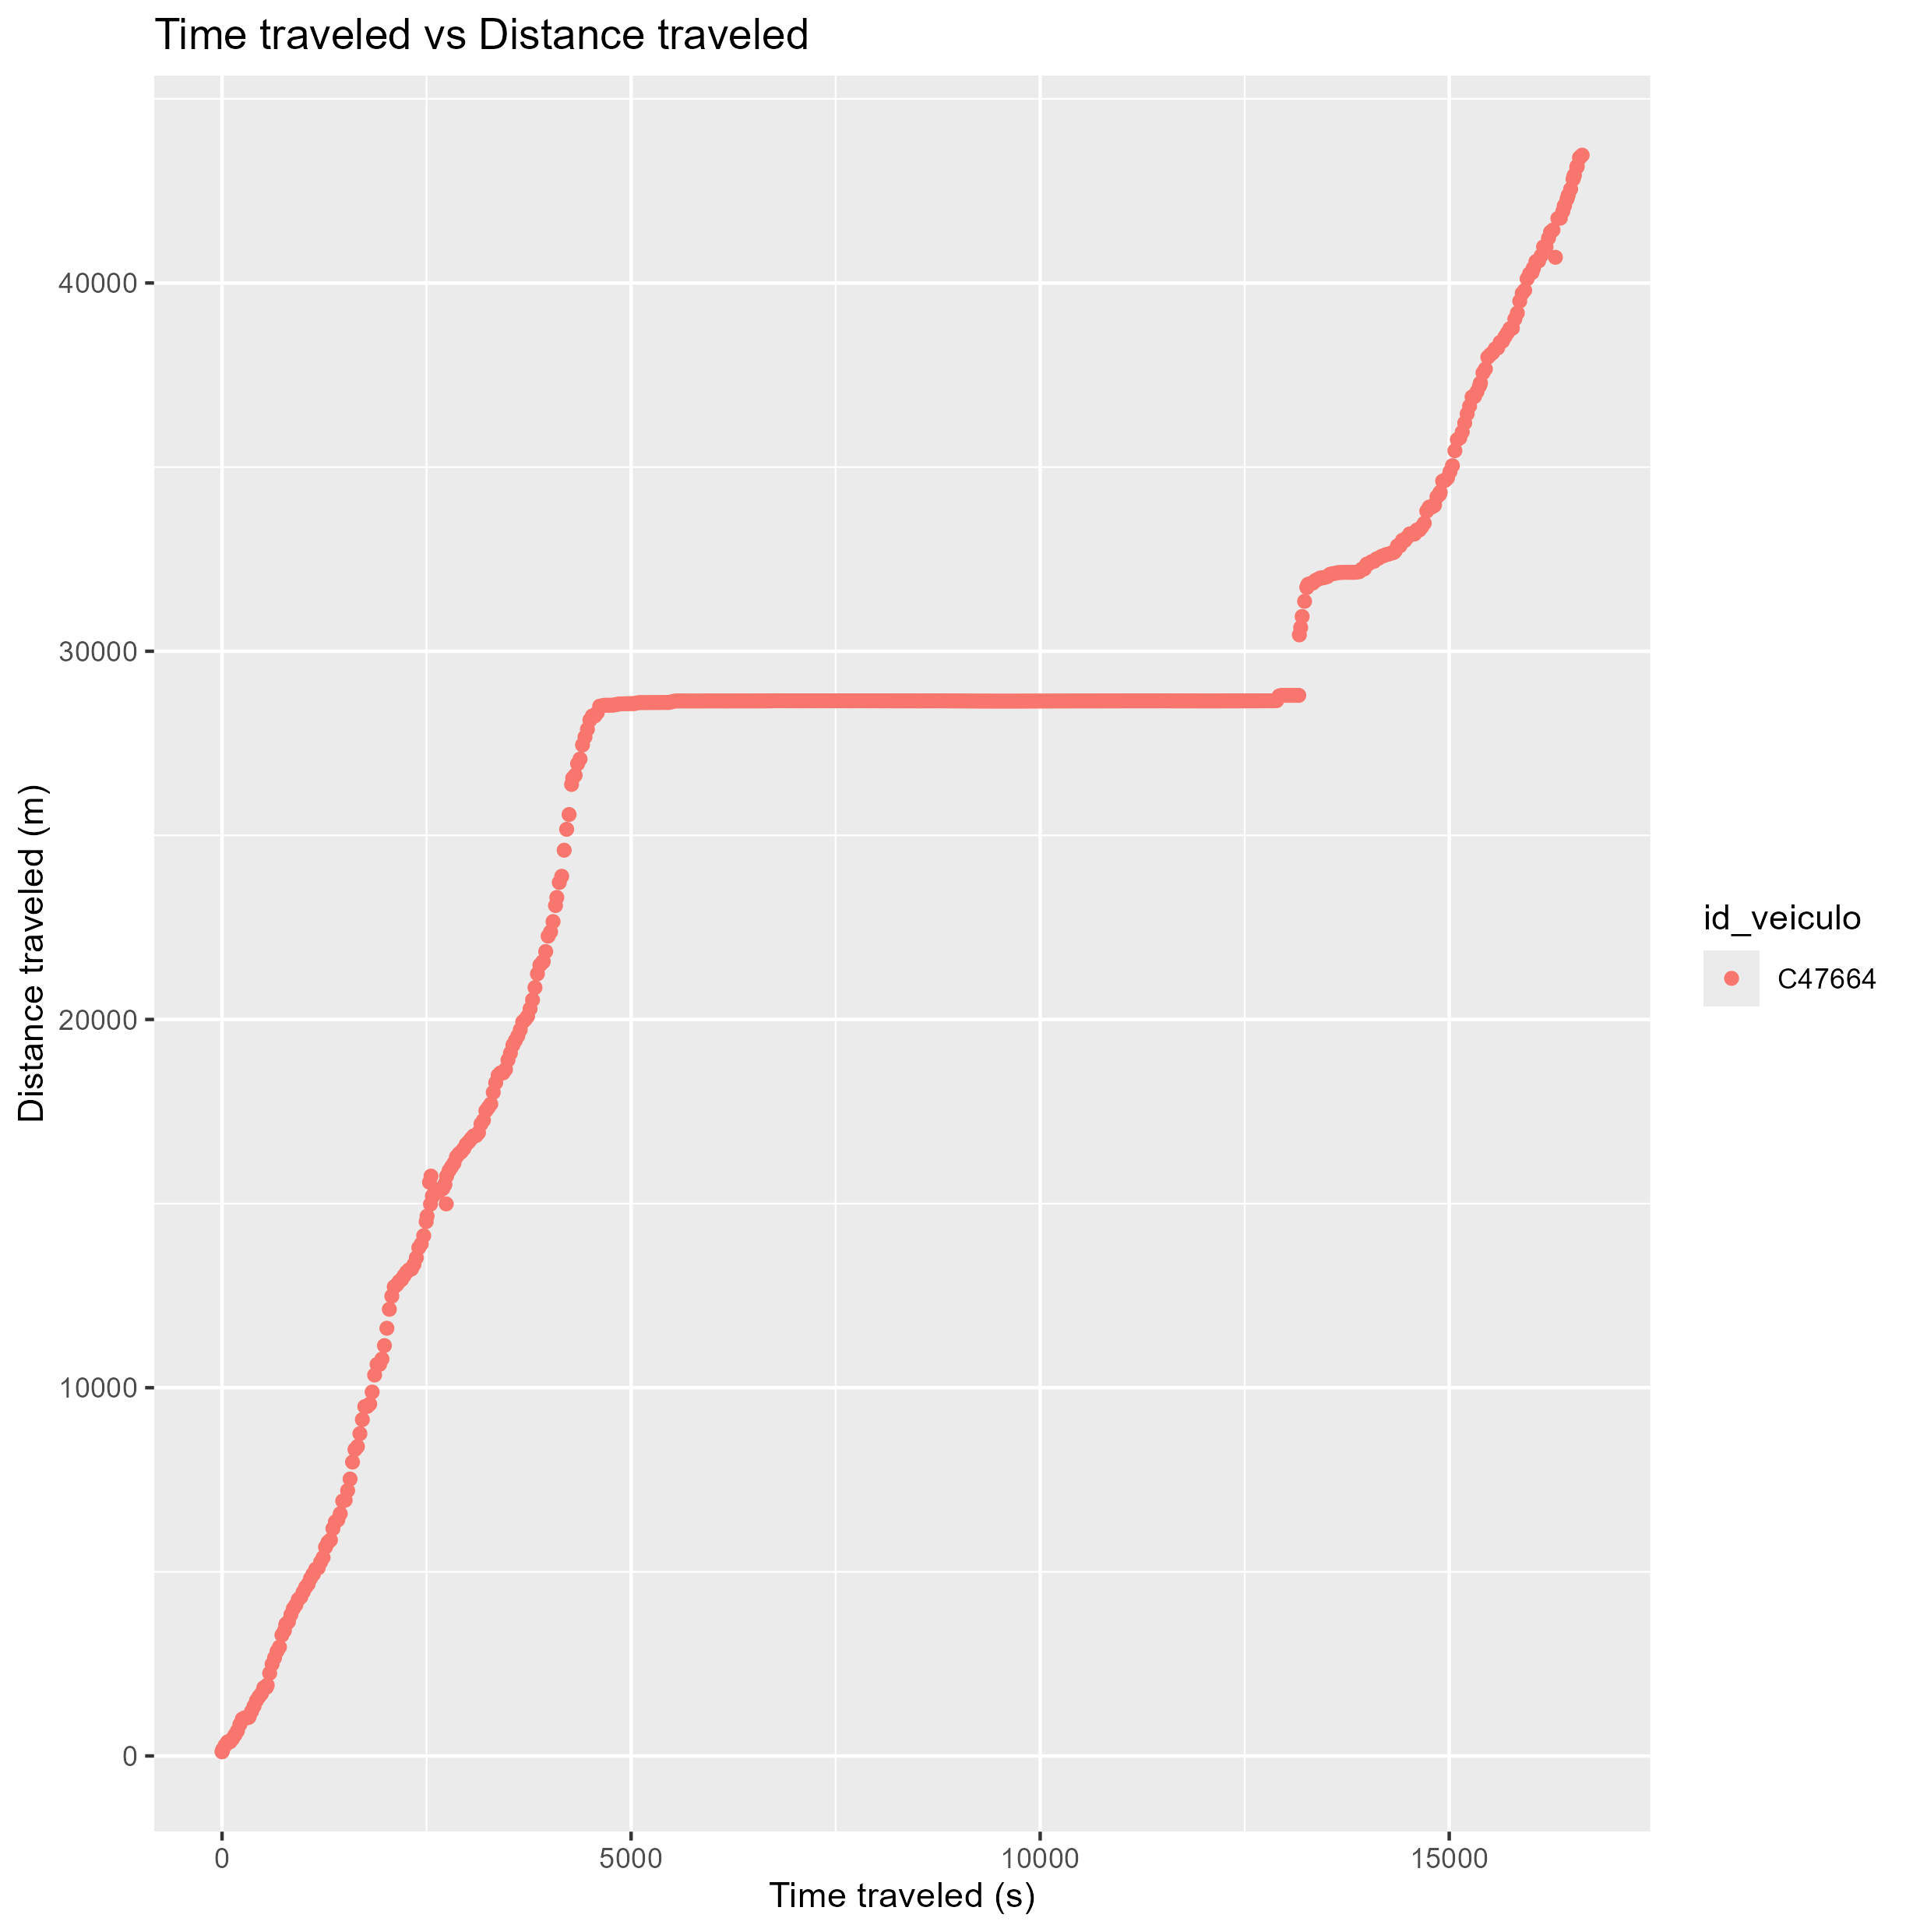 Time traveled vs Distance traveled
Distance traveled (m)
40000
30000
20000
10000
0
0 5000 10000 15000
Time traveled (s)
id_veiculo
C47664